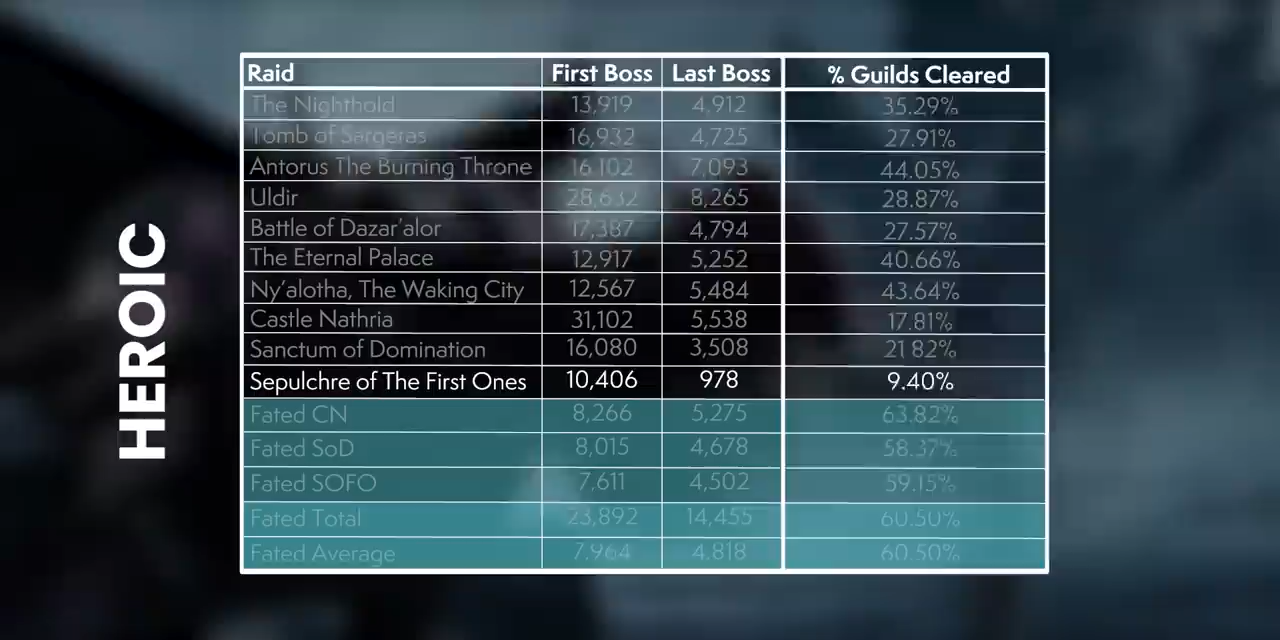 HEROIC
Raid First Boss Last Boss % Guilds Cleared
The Nighthold 13,919 4,912 35.29%
Tomb of Sargeras 16,932 4,725 27.91%
Antorus The Burning Throne 16,102 7,093 44.05%
Uldir 28,632 8,265 28.87%
Battle of Dazar'alor 17,387 4,794 27.57%
The Eternal Palace 12,917 5,252 40.66%
Ny'alotha, The Waking City 12,567 5,484 43.64%
Castle Nathria 31,102 5,538 17.81%
Sanctum of Domination 16,080 3,508 21.82%
Sepulchre of The First Ones 10,406 978 9.40%
Fated CN 8,266 5,275 63.82%
Fated SoD 8,015 4,678 58.37%
Fated SOFO 7,611 4,502 59.15%
Fated Total 23,892 14,455 60.50%
Fated Average 7,964 4,818 60.50%